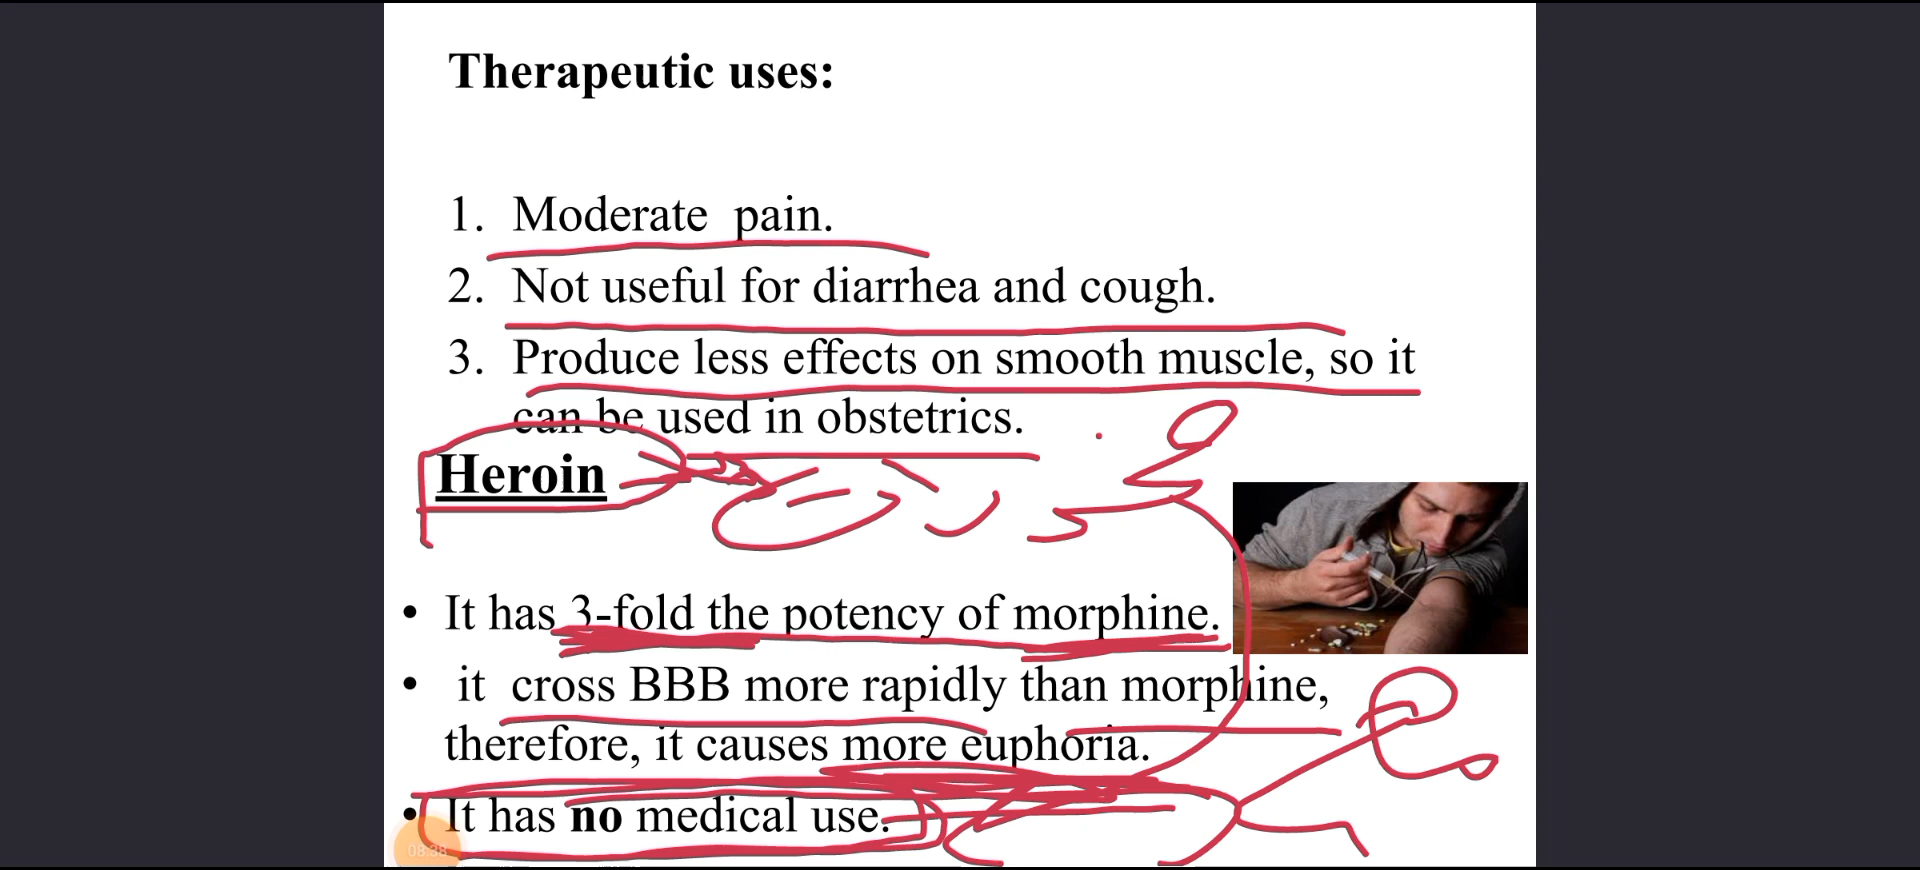 Therapeutic uses:
1. Moderate pain.
2. Not useful for diarrhea and cough.
3. Produce less effects on smooth muscle, so it
can be used in obstetrics.
Heroin
• It has 3-fold the potency of morphine.
• it cross BBB more rapidly than morphine,
therefore, it causes more euphoria.
• It has no medical use.
08:38